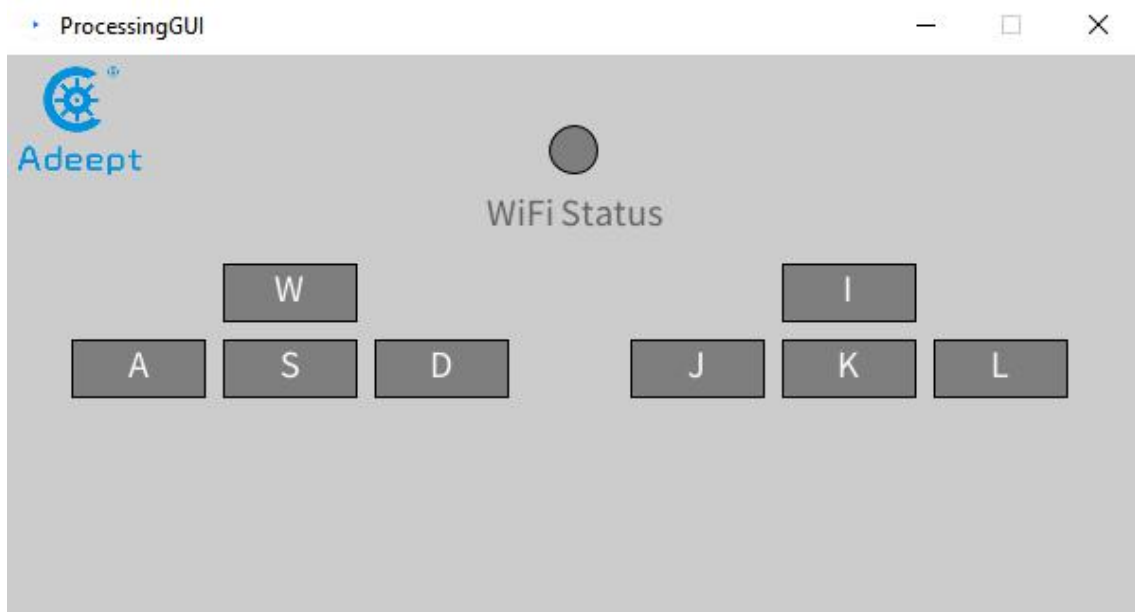 ProcessingGUI
®
Adeept
WiFi Status
W I
A S D J K L